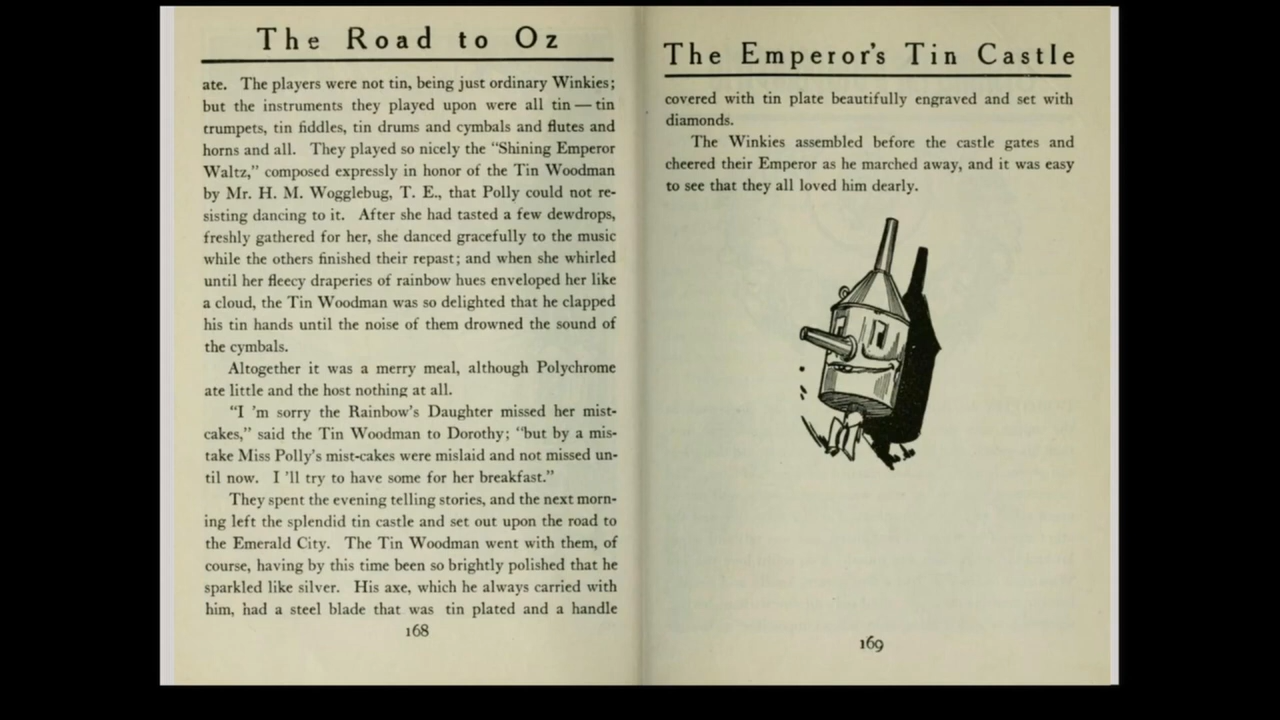 The Road to Oz
ate. The players were not tin, being just ordinary Winkies;
but the instruments they played upon were all tin — tin
trumpets, tin fiddles, tin drums and cymbals and flutes and
horns and all. They played so nicely the “Shining Emperor
Waltz,” composed expressly in honor of the Tin Woodman
by Mr. H. M. Wogglebug, T. E., that Polly could not re-
sisting dancing to it. After she had tasted a few dewdrops,
freshly gathered for her, she danced gracefully to the music
while the others finished their repast; and when she whirled
until her fleecy draperies of rainbow hues enveloped her like
a cloud, the Tin Woodman was so delighted that he clapped
his tin hands until the noise of them drowned the sound of
the cymbals.
Altogether it was a merry meal, although Polychrome
ate little and the host nothing at all.
“I 'm sorry the Rainbow's Daughter missed her mist-
cakes,” said the Tin Woodman to Dorothy; “but by a mis-
take Miss Polly's mist-cakes were mislaid and not missed un-
til now. I 'll try to have some for her breakfast.”
They spent the evening telling stories, and the next morn-
ing left the splendid tin castle and set out upon the road to
the Emerald City. The Tin Woodman went with them, of
course, having by this time been so brightly polished that he
sparkled like silver. His axe, which he always carried with
him, had a steel blade that was tin plated and a handle
168
The Emperor's Tin Castle
covered with tin plate beautifully engraved and set with
diamonds.
The Winkies assembled before the castle gates and
cheered their Emperor as he marched away, and it was easy
to see that they all loved him dearly.
169